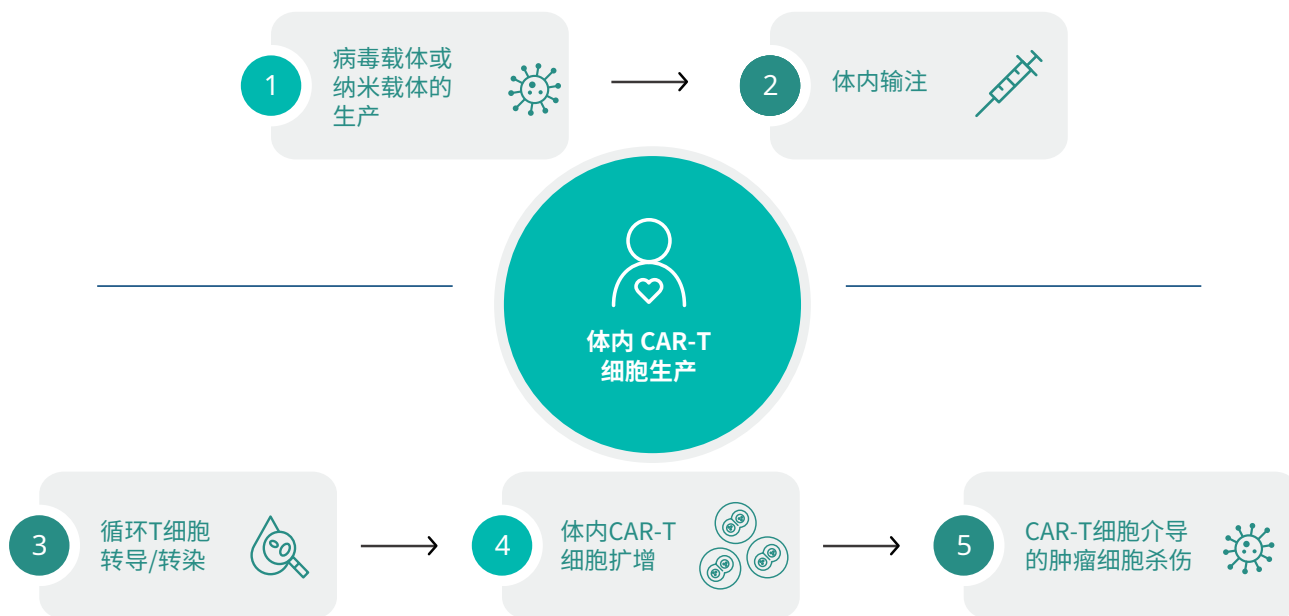 1
病毒载体或
纳米载体的
生产
2
体内输注
体内 CAR-T
细胞生产
3
循环T细胞
转导/转染
4
体内CAR-T
细胞扩增
5
CAR-T细胞介导
的肿瘤细胞杀伤